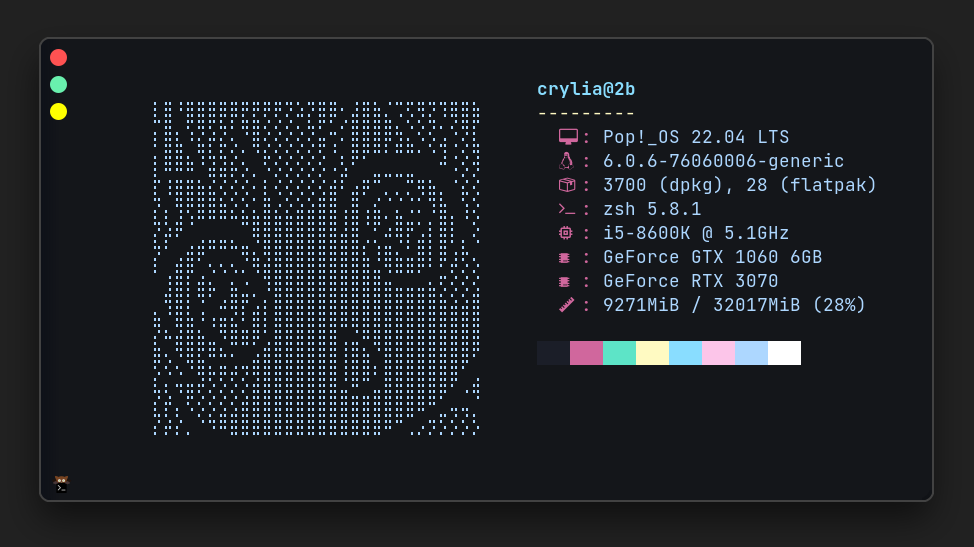 crylia@2b
---------
: Pop!_OS 22.04 LTS
: 6.0.6-76060006-generic
: 3700 (dpkg), 28 (flatpak)
: zsh 5.8.1
: i5-8600K @ 5.1GHz
: GeForce GTX 1060 6GB
: GeForce RTX 3070
: 9271MiB / 32017MiB (28%)